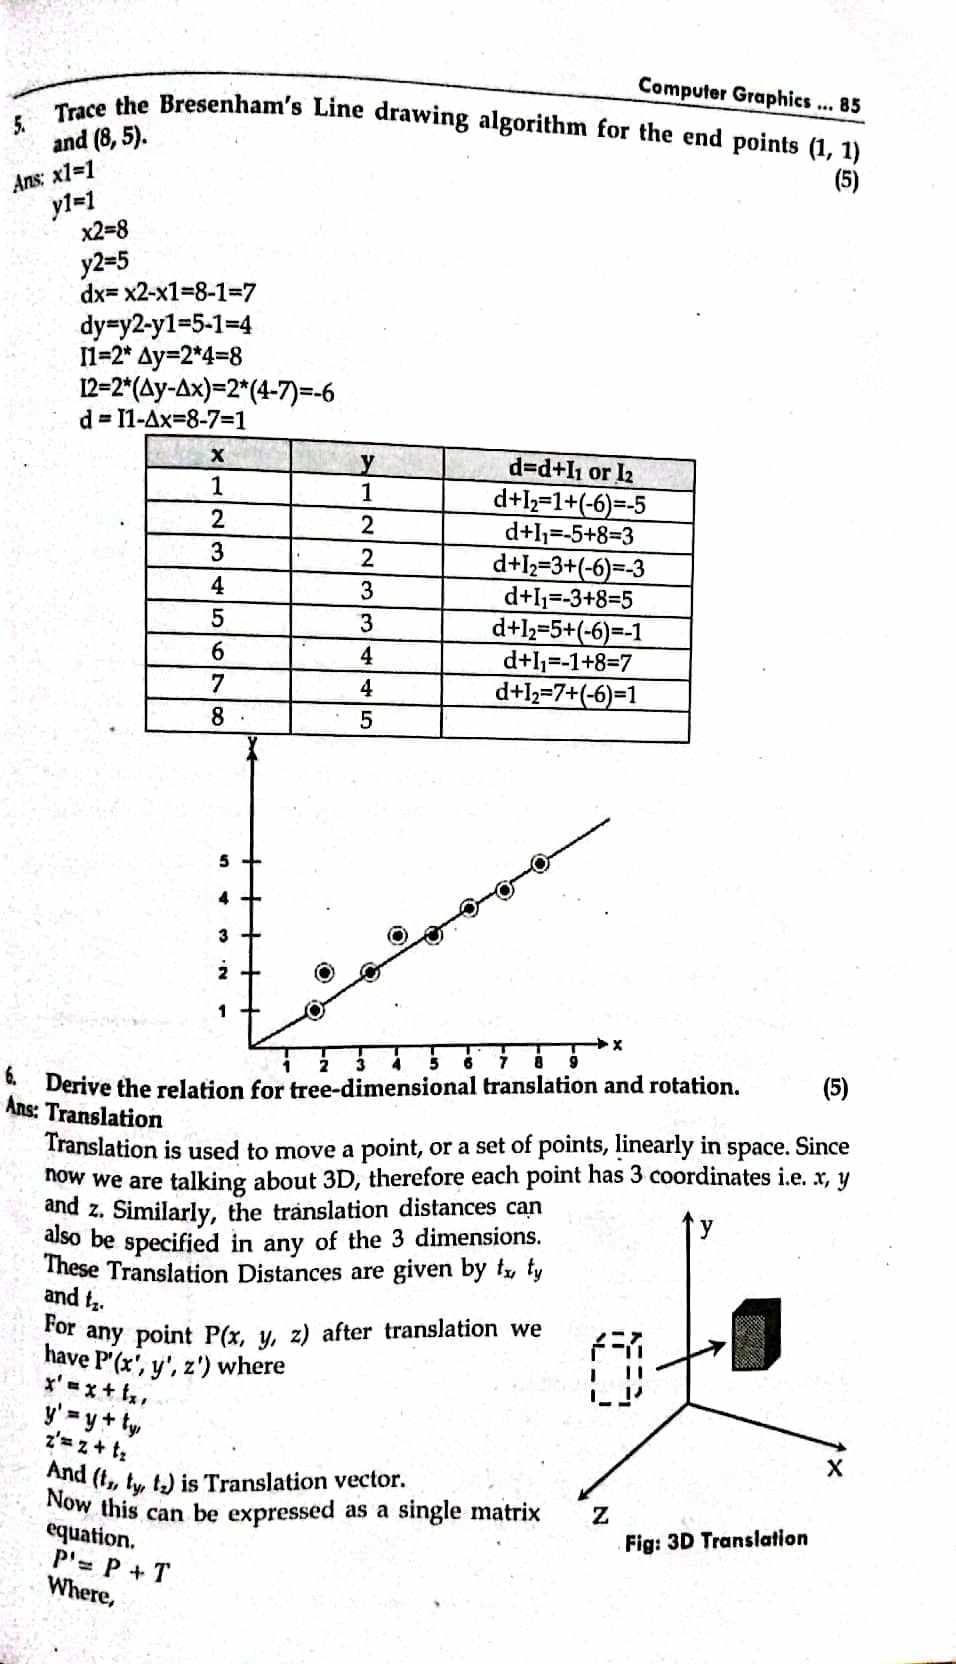 Computer Graphics ... 85
5. Trace the Bresenham's Line drawing algorithm for the end points (1, 1)
and (8, 5). (5)
Ans: x1=1
y1=1
x2=8
y2=5
dx= x2-x1=8-1=7
dy=y2-y1=5-1=4
I1=2* Δy=2*4=8
I2=2*(Δy-Δx)=2*(4-7)=-6
d = I1-Δx=8-7=1
x y d=d+I₁ or I₂
1 1 d+I₂=1+(-6)=-5
2 2 d+I₁=-5+8=3
3 2 d+I₂=3+(-6)=-3
4 3 d+I₁=-3+8=5
5 3 d+I₂=5+(-6)=-1
6 4 d+I₁=-1+8=7
7 4 d+I₂=7+(-6)=1
8 5
Y
5
4
3
2
1
x
1 2 3 4 5 6 7 8 9
6. Derive the relation for tree-dimensional translation and rotation. (5)
Ans: Translation
Translation is used to move a point, or a set of points, linearly in space. Since
now we are talking about 3D, therefore each point has 3 coordinates i.e. x, y
and z. Similarly, the translation distances can
also be specified in any of the 3 dimensions.
These Translation Distances are given by tₓ, ty
and t_z.
For any point P(x, y, z) after translation we
have P'(x', y', z') where
x' = x + tₓ,
y' = y + ty,
z'= z + t_z
And (tₓ, ty, t_z) is Translation vector.
Now this can be expressed as a single matrix
equation.
P'= P + T
Where,
y
X
Z
Fig: 3D Translation